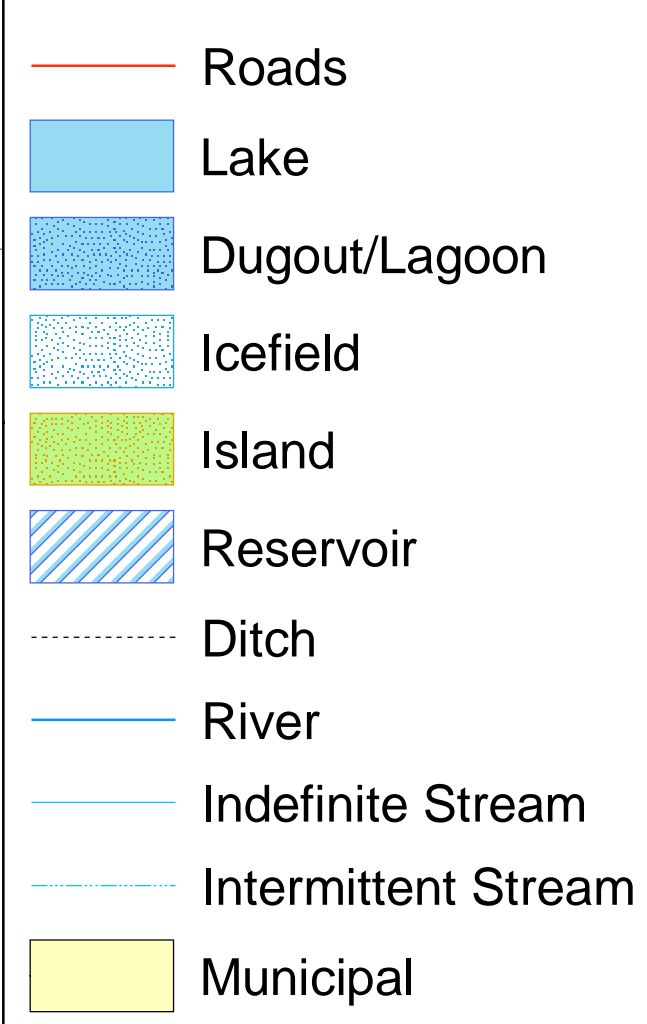 Roads
Lake
Dugout/Lagoon
Icefield
Island
Reservoir
Ditch
River
Indefinite Stream
Intermittent Stream
Municipal